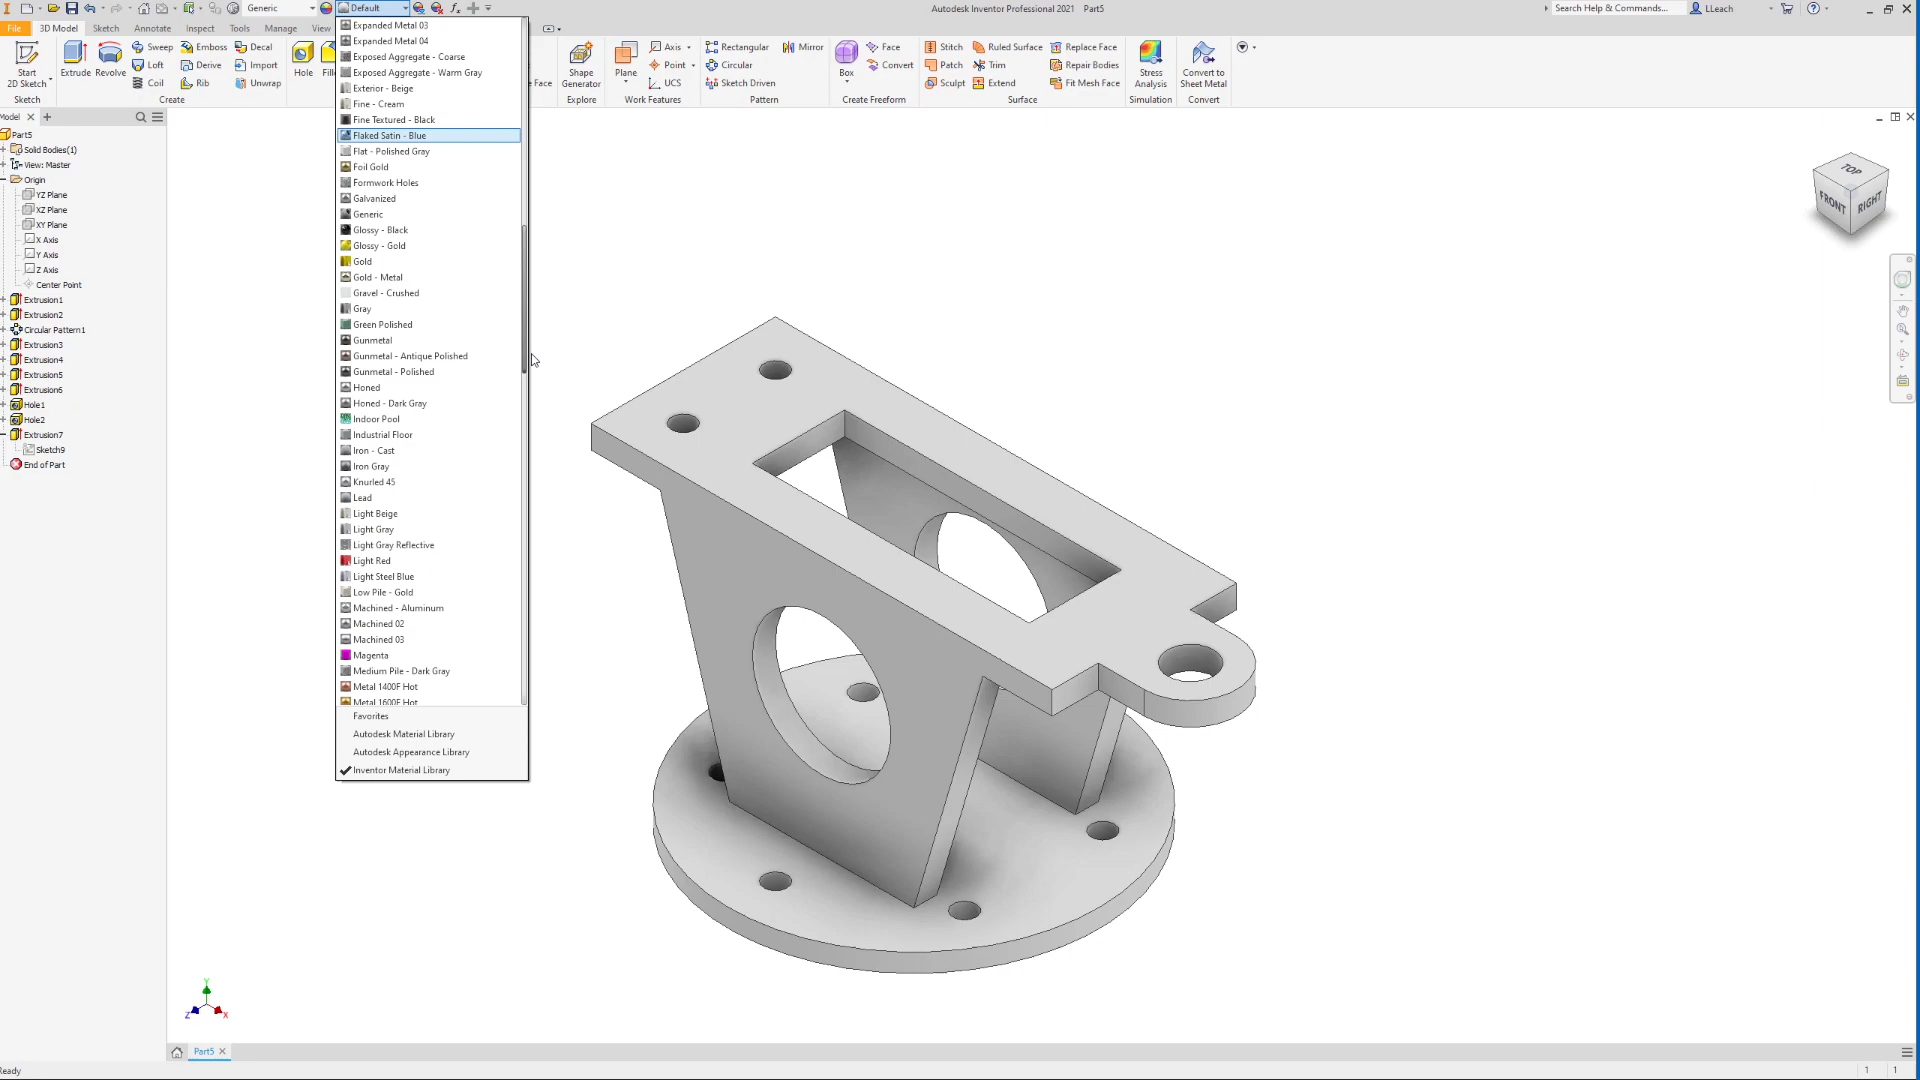 Generic
Default
Autodesk Inventor Professional 2021 Part5
Search Help & Commands...
LLeach
File
3D Model
Sketch
Annotate
Inspect
Tools
Manage
View
Start
2D Sketch
Sketch
Extrude
Revolve
Sweep
Loft
Coil
Emboss
Derive
Rib
Decal
Import
Unwrap
Create
Hole
Face
Shape
Generator
Explore
Plane
Axis
Point
UCS
Work Features
Rectangular
Circular
Sketch Driven
Mirror
Pattern
Box
Face
Convert
Create Freeform
Stitch
Patch
Sculpt
Ruled Surface
Trim
Extend
Replace Face
Repair Bodies
Fit Mesh Face
Surface
Stress
Analysis
Simulation
Convert to
Sheet Metal
Convert
Model
Part5
Solid Bodies(1)
View: Master
Origin
YZ Plane
XZ Plane
XY Plane
X Axis
Y Axis
Z Axis
Center Point
Extrusion1
Extrusion2
Circular Pattern1
Extrusion3
Extrusion4
Extrusion5
Extrusion6
Hole1
Hole2
Extrusion7
Sketch9
End of Part
Expanded Metal 03
Expanded Metal 04
Exposed Aggregate - Coarse
Exposed Aggregate - Warm Gray
Exterior - Beige
Fine - Cream
Fine Textured - Black
Flaked Satin - Blue
Flat - Polished Gray
Foil Gold
Formwork Holes
Galvanized
Generic
Glossy - Black
Glossy - Gold
Gold
Gold - Metal
Gravel - Crushed
Gray
Green Polished
Gunmetal
Gunmetal - Antique Polished
Gunmetal - Polished
Honed
Honed - Dark Gray
Indoor Pool
Industrial Floor
Iron - Cast
Iron Gray
Knurled 45
Lead
Light Beige
Light Gray
Light Gray Reflective
Light Red
Light Steel Blue
Low Pile - Gold
Machined - Aluminum
Machined 02
Machined 03
Magenta
Medium Pile - Dark Gray
Metal 1400F Hot
Metal 1600F Hot
Favorites
Autodesk Material Library
Autodesk Appearance Library
Inventor Material Library
TOP
FRONT
RIGHT
Y
Z
X
Part5
Ready
1
1